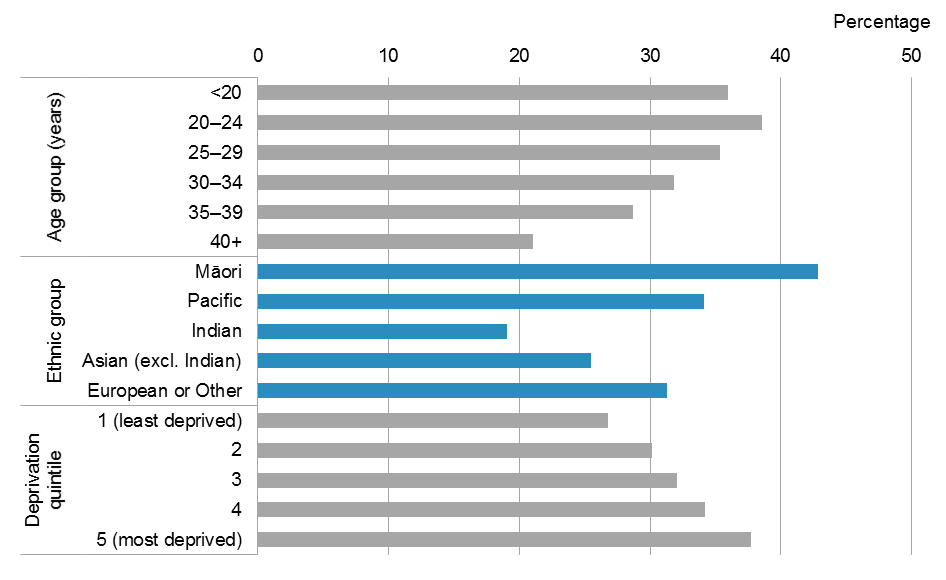 Percentage
0 10 20 30 40 50
Age group (years)
<20
20–24
25–29
30–34
35–39
40+
Ethnic group
Māori
Pacific
Indian
Asian (excl. Indian)
European or Other
Deprivation
quintile
1 (least deprived)
2
3
4
5 (most deprived)